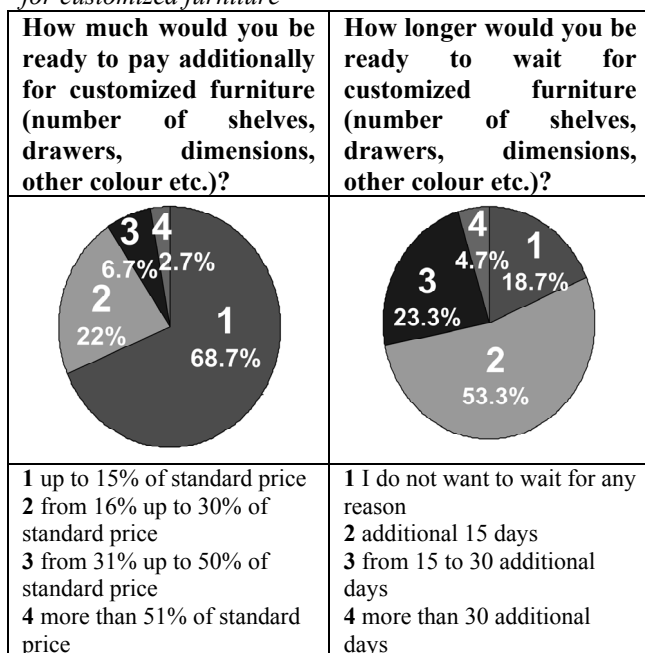 for customized furniture
How much would you be
ready to pay additionally
for customized furniture
(number of shelves,
drawers, dimensions,
other colour etc.)?
How longer would you be
ready to wait for
customized furniture
(number of shelves,
drawers, dimensions,
other colour etc.)?
3 4
6.7% 2.7%
2
22%
1
68.7%
4
4.7%
1
18.7%
3
23.3%
2
53.3%
1 up to 15% of standard price
2 from 16% up to 30% of
standard price
3 from 31% up to 50% of
standard price
4 more than 51% of standard
price
1 I do not want to wait for any
reason
2 additional 15 days
3 from 15 to 30 additional
days
4 more than 30 additional
days